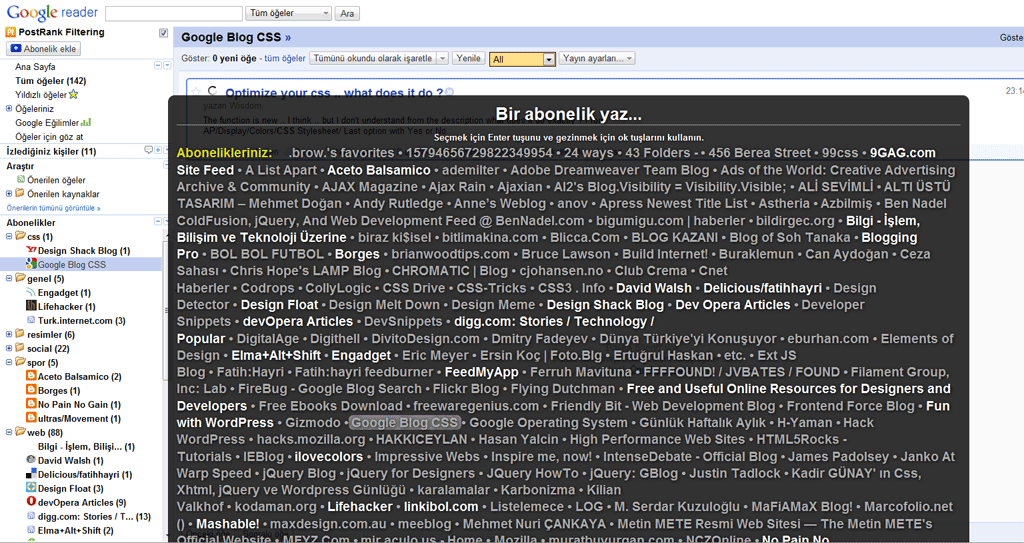 Google reader
Tüm öğeler
Ara
PostRank Filtering
Abonelik ekle
Ana Sayfa
Tüm öğeler (142)
Yıldızlı öğeler
Öğeleriniz
Google Eğilimler
Öğeler için göz at
İzlediğiniz kişiler (11)
Araştır
Önerilen öğeler
Önerilen kaynaklar
Önerilenlerin tümünü görüntüle »
Abonelikler
css (1)
Design Shack Blog (1)
Google Blog CSS
genel (5)
Engadget (1)
Lifehacker (1)
Turk.internet.com (3)
resimler (6)
social (22)
spor (5)
Aceto Balsamico (2)
Borges (1)
No Pain No Gain (1)
ultras/Movement (1)
web (88)
Bilgi - İşlem, Bilişi... (1)
David Walsh (1)
Delicious/fatihhayri (1)
Design Float (3)
devOpera Articles (9)
digg.com: Stories / T... (13)
Elma+Alt+Shift (2)
Engadget (1)
Google Blog CSS »
Göste
Göster: 0 yeni öğe - tüm öğeler
Tümünü okundu olarak işaretle
Yenile
All
Yayın ayarları...
Optimize your css .. what does it do ?
23:1
yazan Wisdom
The function is new .. I think .. but I don't understand from the description what
AP/Display/Colors/CSS Stylesheet/ Last option with Yes or No
Bir abonelik yaz...
Seçmek için Enter tuşunu ve gezinmek için ok tuşlarını kullanın.
Abonelikleriniz: .brow.'s favorites • 15794656729822349954 • 24 ways • 43 Folders - • 456 Berea Street • 99css • 9GAG.com
Site Feed • A List Apart • Aceto Balsamico • ademilter • Adobe Dreamweaver Team Blog • Ads of the World: Creative Advertising
Archive & Community • AJAX Magazine • Ajax Rain • Ajaxian • Al2's Blog.Visibility = Visibility.Visible; • ALİ SEVİMLİ • ALTI ÜSTÜ
TASARIM – Mehmet Doğan • Andy Rutledge • Anne's Weblog • anov • Apress Newest Title List • Astheria • Azbilmiş • Ben Nadel
ColdFusion, jQuery, And Web Development Feed @ BenNadel.com • bigumigu.com | haberler • bildirgec.org • Bilgi - İşlem,
Bilişim ve Teknoloji Üzerine • biraz ki$isel • bitlimakina.com • Blicca.Com • BLOG KAZANI • Blog of Soh Tanaka • Blogging
Pro • BOL BOL FUTBOL • Borges • brianwoodtips.com • Bruce Lawson • Build Internet! • Buraklemun • Can Aydoğan • Ceza
Sahası • Chris Hope's LAMP Blog • CHROMATIC | Blog • cjohansen.no • Club Crema • Cnet
Haberler • Codrops • CollyLogic • CSS Drive • CSS-Tricks • CSS3 . Info • David Walsh • Delicious/fatihhayri • Design
Detector • Design Float • Design Melt Down • Design Meme • Design Shack Blog • Dev Opera Articles • Developer
Snippets • devOpera Articles • DevSnippets • digg.com: Stories / Technology /
Popular • DigitalAge • Digithell • DivitoDesign.com • Dmitry Fadeyev • Dünya Türkiye'yi Konuşuyor • eburhan.com • Elements of
Design • Elma+Alt+Shift • Engadget • Eric Meyer • Ersin Koç | Foto.Blg • Ertuğrul Haskan • etc. • Ext JS
Blog • Fatih:Hayri • Fatih:hayri feedburner • FeedMyApp • Ferruh Mavituna • FFFFOUND! / JVBATES / FOUND • Filament Group,
Inc: Lab • FireBug - Google Blog Search • Flickr Blog • Flying Dutchman • Free and Useful Online Resources for Designers and
Developers • Free Ebooks Download • freewaregenius.com • Friendly Bit - Web Development Blog • Frontend Force Blog • Fun
with WordPress • Gizmodo • Google Blog CSS • Google Operating System • Günlük Haftalık Aylık • H-Yaman • Hack
WordPress • hacks.mozilla.org • HAKKICEYLAN • Hasan Yalcin • High Performance Web Sites • HTML5Rocks -
Tutorials • IEBlog • ilovecolors • Impressive Webs • Inspire me, now! • IntenseDebate - Official Blog • James Padolsey • Janko At
Warp Speed • jQuery Blog • jQuery for Designers • JQuery HowTo • jQuery: GBlog • Justin Tadlock • Kadir GÜNAY' ın Css,
Xhtml, jQuery ve Wordpress Günlüğü • karalamalar • Karbonizma • Kilian
Valkhof • kodaman.org • Lifehacker • linkibol.com • Listelemece • LOG • M. Serdar Kuzuloğlu • MaFiAMaX Blog! • Marcofolio.net
() • Mashable! • maxdesign.com.au • meeblog • Mehmet Nuri ÇANKAYA • Metin METE Resmi Web Sitesi — The Metin METE's
Official Website • MEYZ.Com • mir.aculo.us - Home • Mozilla • muratbuyurgan.com • NCZOnline • No Pain No